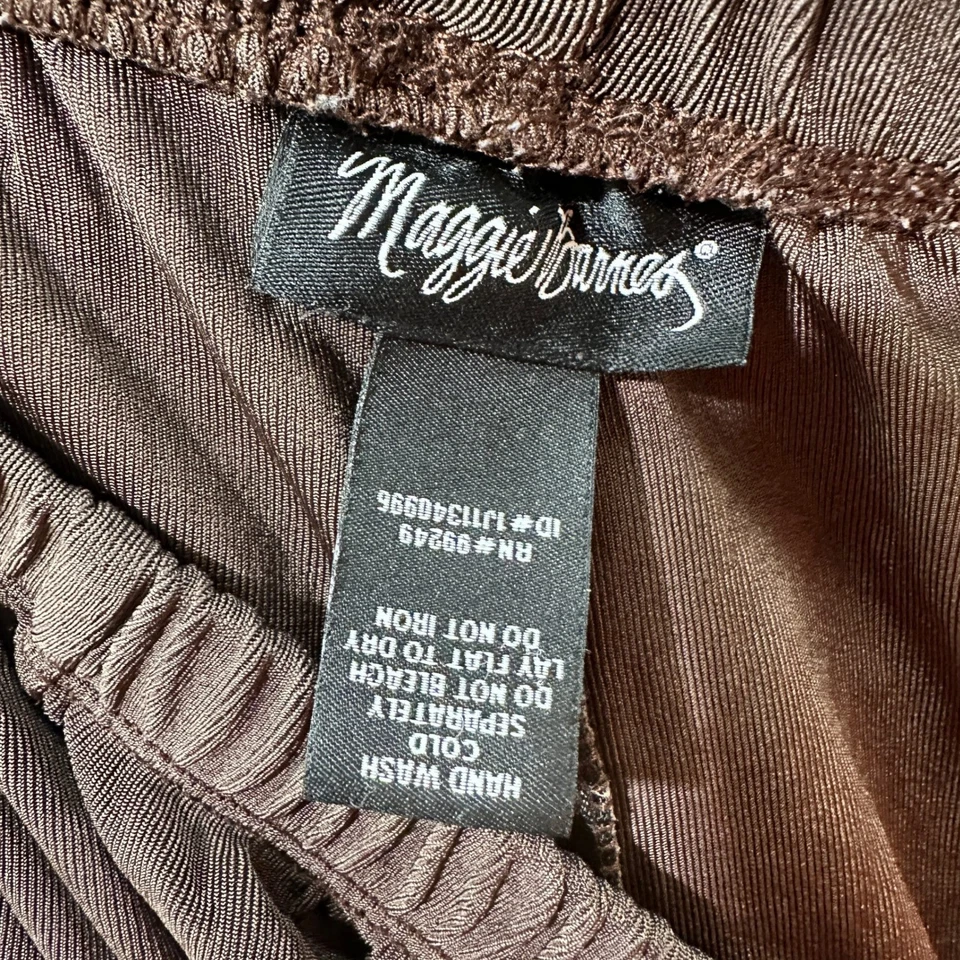 Maggie Barnes®
HAND WASH
COLD
SEPARATELY
DO NOT BLEACH
LAY FLAT TO DRY
DO NOT IRON
RN#99249
ID#1J11340996